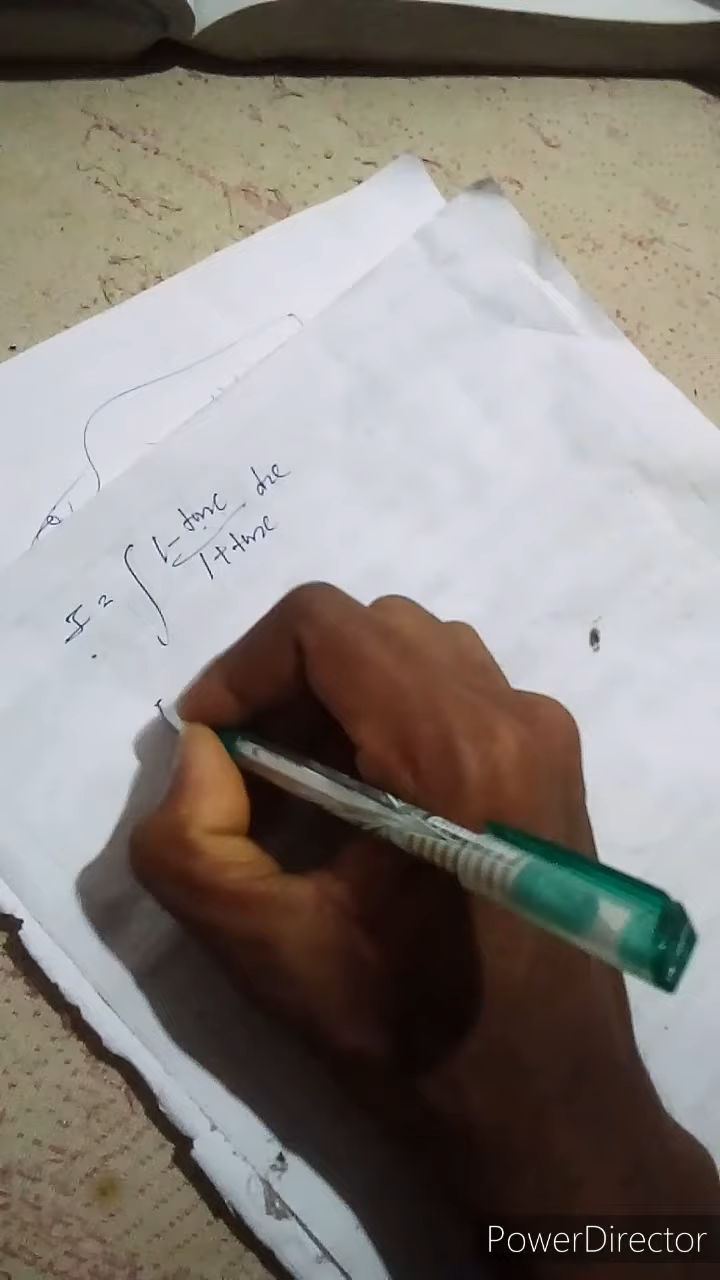 I = ∫ 1 - tanx / 1 + tanx dx
PowerDirector